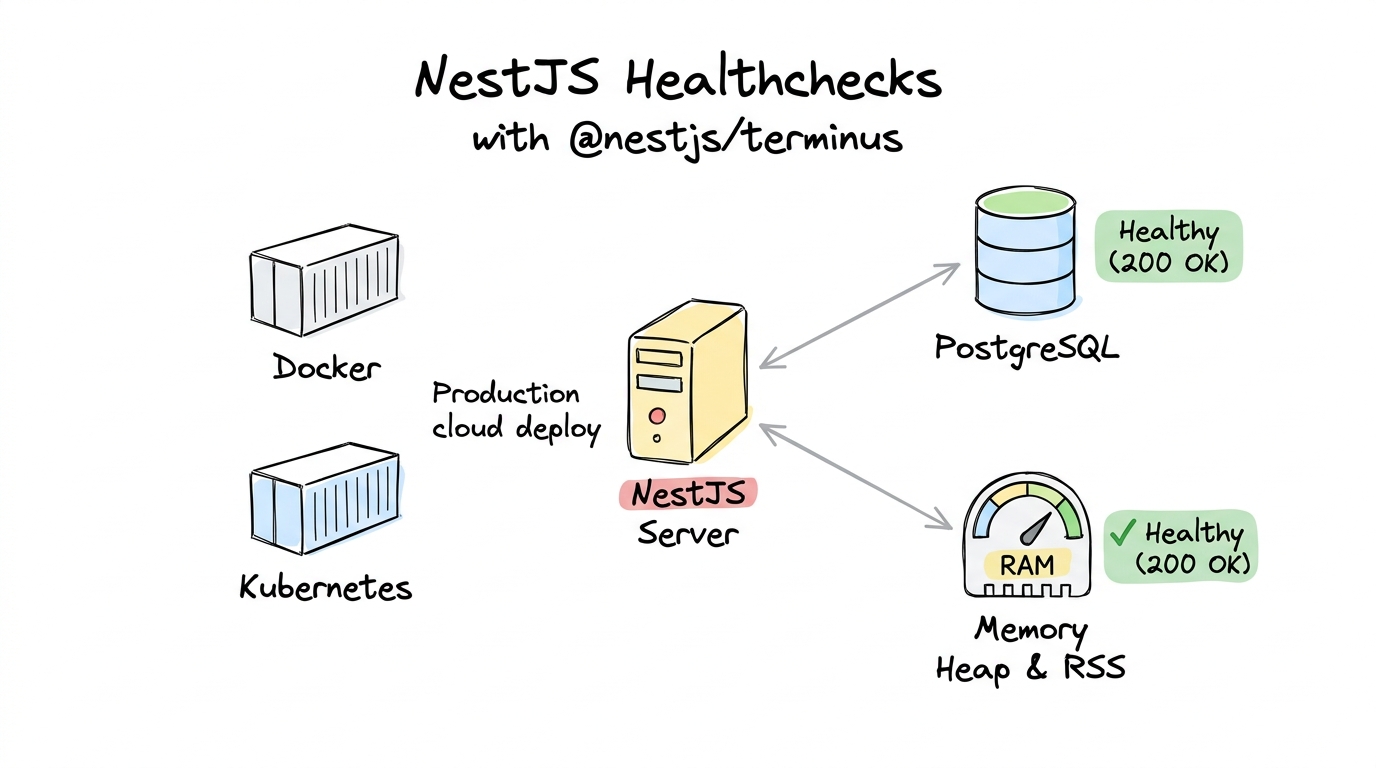 NestJS Healthchecks
with @nestjs/terminus
Docker
Kubernetes
Production
cloud deploy
NestJS
Server
PostgreSQL
Healthy
(200 OK)
RAM
Memory
Heap & RSS
✓ Healthy
(200 OK)